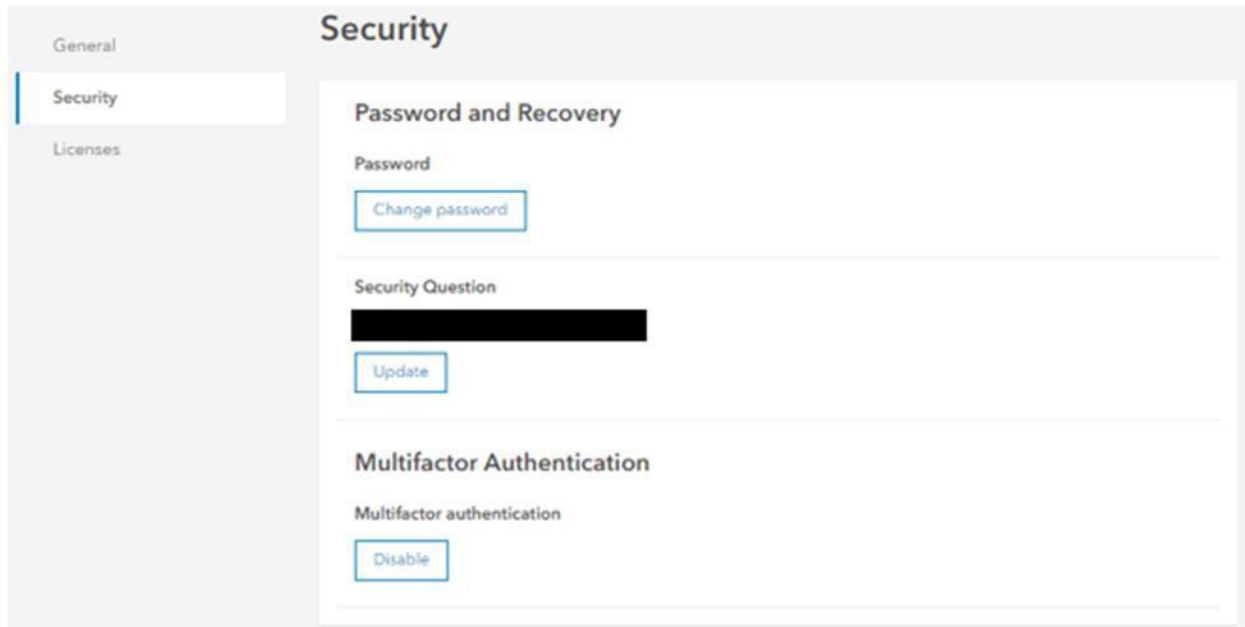 General
Security
Licenses
Security
Password and Recovery
Password
Change password
Security Question
Update
Multifactor Authentication
Multifactor authentication
Disable